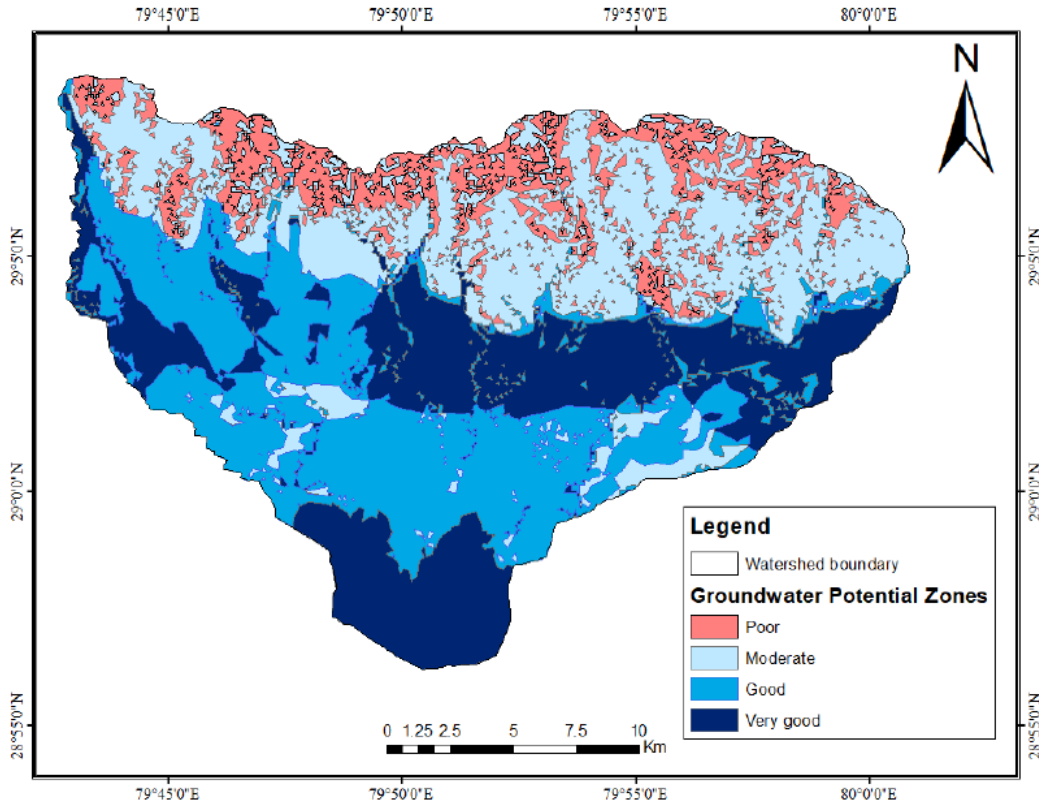 79°45'0"E 79°50'0"E 79°55'0"E 80°0'0"E
N
29°5'0"N 29°5'0"N
29°0'0"N 29°0'0"N
Legend
Watershed boundary
Groundwater Potential Zones
Poor
Moderate
Good
Very good
28°55'0"N 28°55'0"N
0 1.25 2.5 5 7.5 10
Km
79°45'0"E 79°50'0"E 79°55'0"E 80°0'0"E